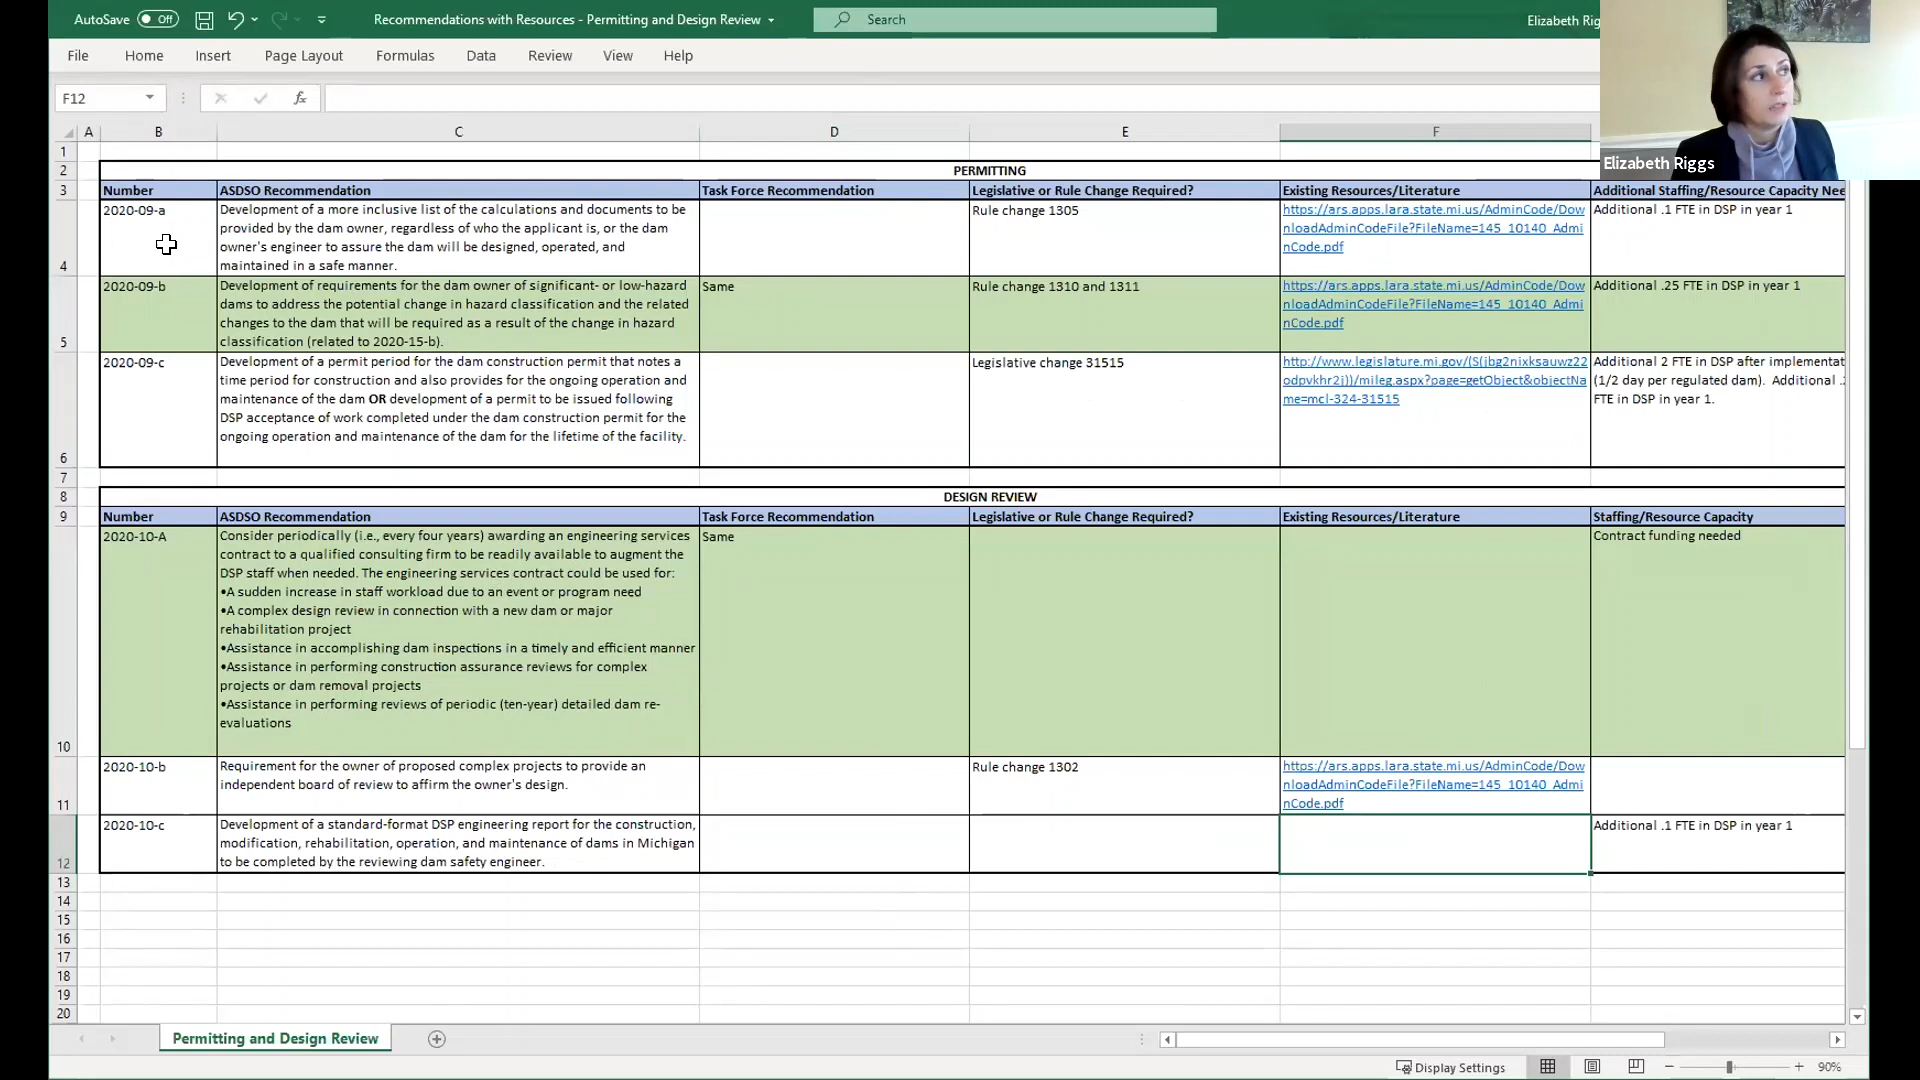 AutoSave Off Recommendations with Resources - Permitting and Design Review Search Elizabeth
File Home Insert Page Layout Formulas Data Review View Help
Elizabeth Riggs
F12 fx
A B C D E F
1
2 PERMITTING
3 Number ASDSO Recommendation Task Force Recommendation Legislative or Rule Change Required? Existing Resources/Literature Additional Staffing/Resource Capacity Nee
2020-09-a Development of a more inclusive list of the calculations and documents to be Rule change 1305 https://ars.apps.lara.state.mi.us/AdminCode/Dow Additional .1 FTE in DSP in year 1
provided by the dam owner, regardless of who the applicant is, or the dam nloadAdminCodeFile?FileName=145_10140_Admi
owner's engineer to assure the dam will be designed, operated, and nCode.pdf
4 maintained in a safe manner.
2020-09-b Development of requirements for the dam owner of significant- or low-hazard Same Rule change 1310 and 1311 https://ars.apps.lara.state.mi.us/AdminCode/Dow Additional .25 FTE in DSP in year 1
dams to address the potential change in hazard classification and the related nloadAdminCodeFile?FileName=145_10140_Admi
changes to the dam that will be required as a result of the change in hazard nCode.pdf
5 classification (related to 2020-15-b).
2020-09-c Development of a permit period for the dam construction permit that notes a Legislative change 31515 http://www.legislature.mi.gov/(S(jbg2nixksauwz22 Additional 2 FTE in DSP after implementat
time period for construction and also provides for the ongoing operation and odpvkhr2j))/mileg.aspx?page=getObject&objectNa (1/2 day per regulated dam). Additional
maintenance of the dam OR development of a permit to be issued following me=mcl-324-31515 FTE in DSP in year 1.
DSP acceptance of work completed under the dam construction permit for the
ongoing operation and maintenance of the dam for the lifetime of the facility.
6
7
8 DESIGN REVIEW
9 Number ASDSO Recommendation Task Force Recommendation Legislative or Rule Change Required? Existing Resources/Literature Staffing/Resource Capacity
2020-10-A Consider periodically (i.e., every four years) awarding an engineering services Same Contract funding needed
contract to a qualified consulting firm to be readily available to augment the
DSP staff when needed. The engineering services contract could be used for:
•A sudden increase in staff workload due to an event or program need
•A complex design review in connection with a new dam or major
rehabilitation project
•Assistance in accomplishing dam inspections in a timely and efficient manner
•Assistance in performing construction assurance reviews for complex
projects or dam removal projects
•Assistance in performing reviews of periodic (ten-year) detailed dam re-
evaluations
10
2020-10-b Requirement for the owner of proposed complex projects to provide an Rule change 1302 https://ars.apps.lara.state.mi.us/AdminCode/Dow
independent board of review to affirm the owner's design. nloadAdminCodeFile?FileName=145_10140_Admi
11 nCode.pdf
2020-10-c Development of a standard-format DSP engineering report for the construction, Additional .1 FTE in DSP in year 1
modification, rehabilitation, operation, and maintenance of dams in Michigan
12 to be completed by the reviewing dam safety engineer.
13
14
15
16
17
18
19
20
Permitting and Design Review
Display Settings 90%